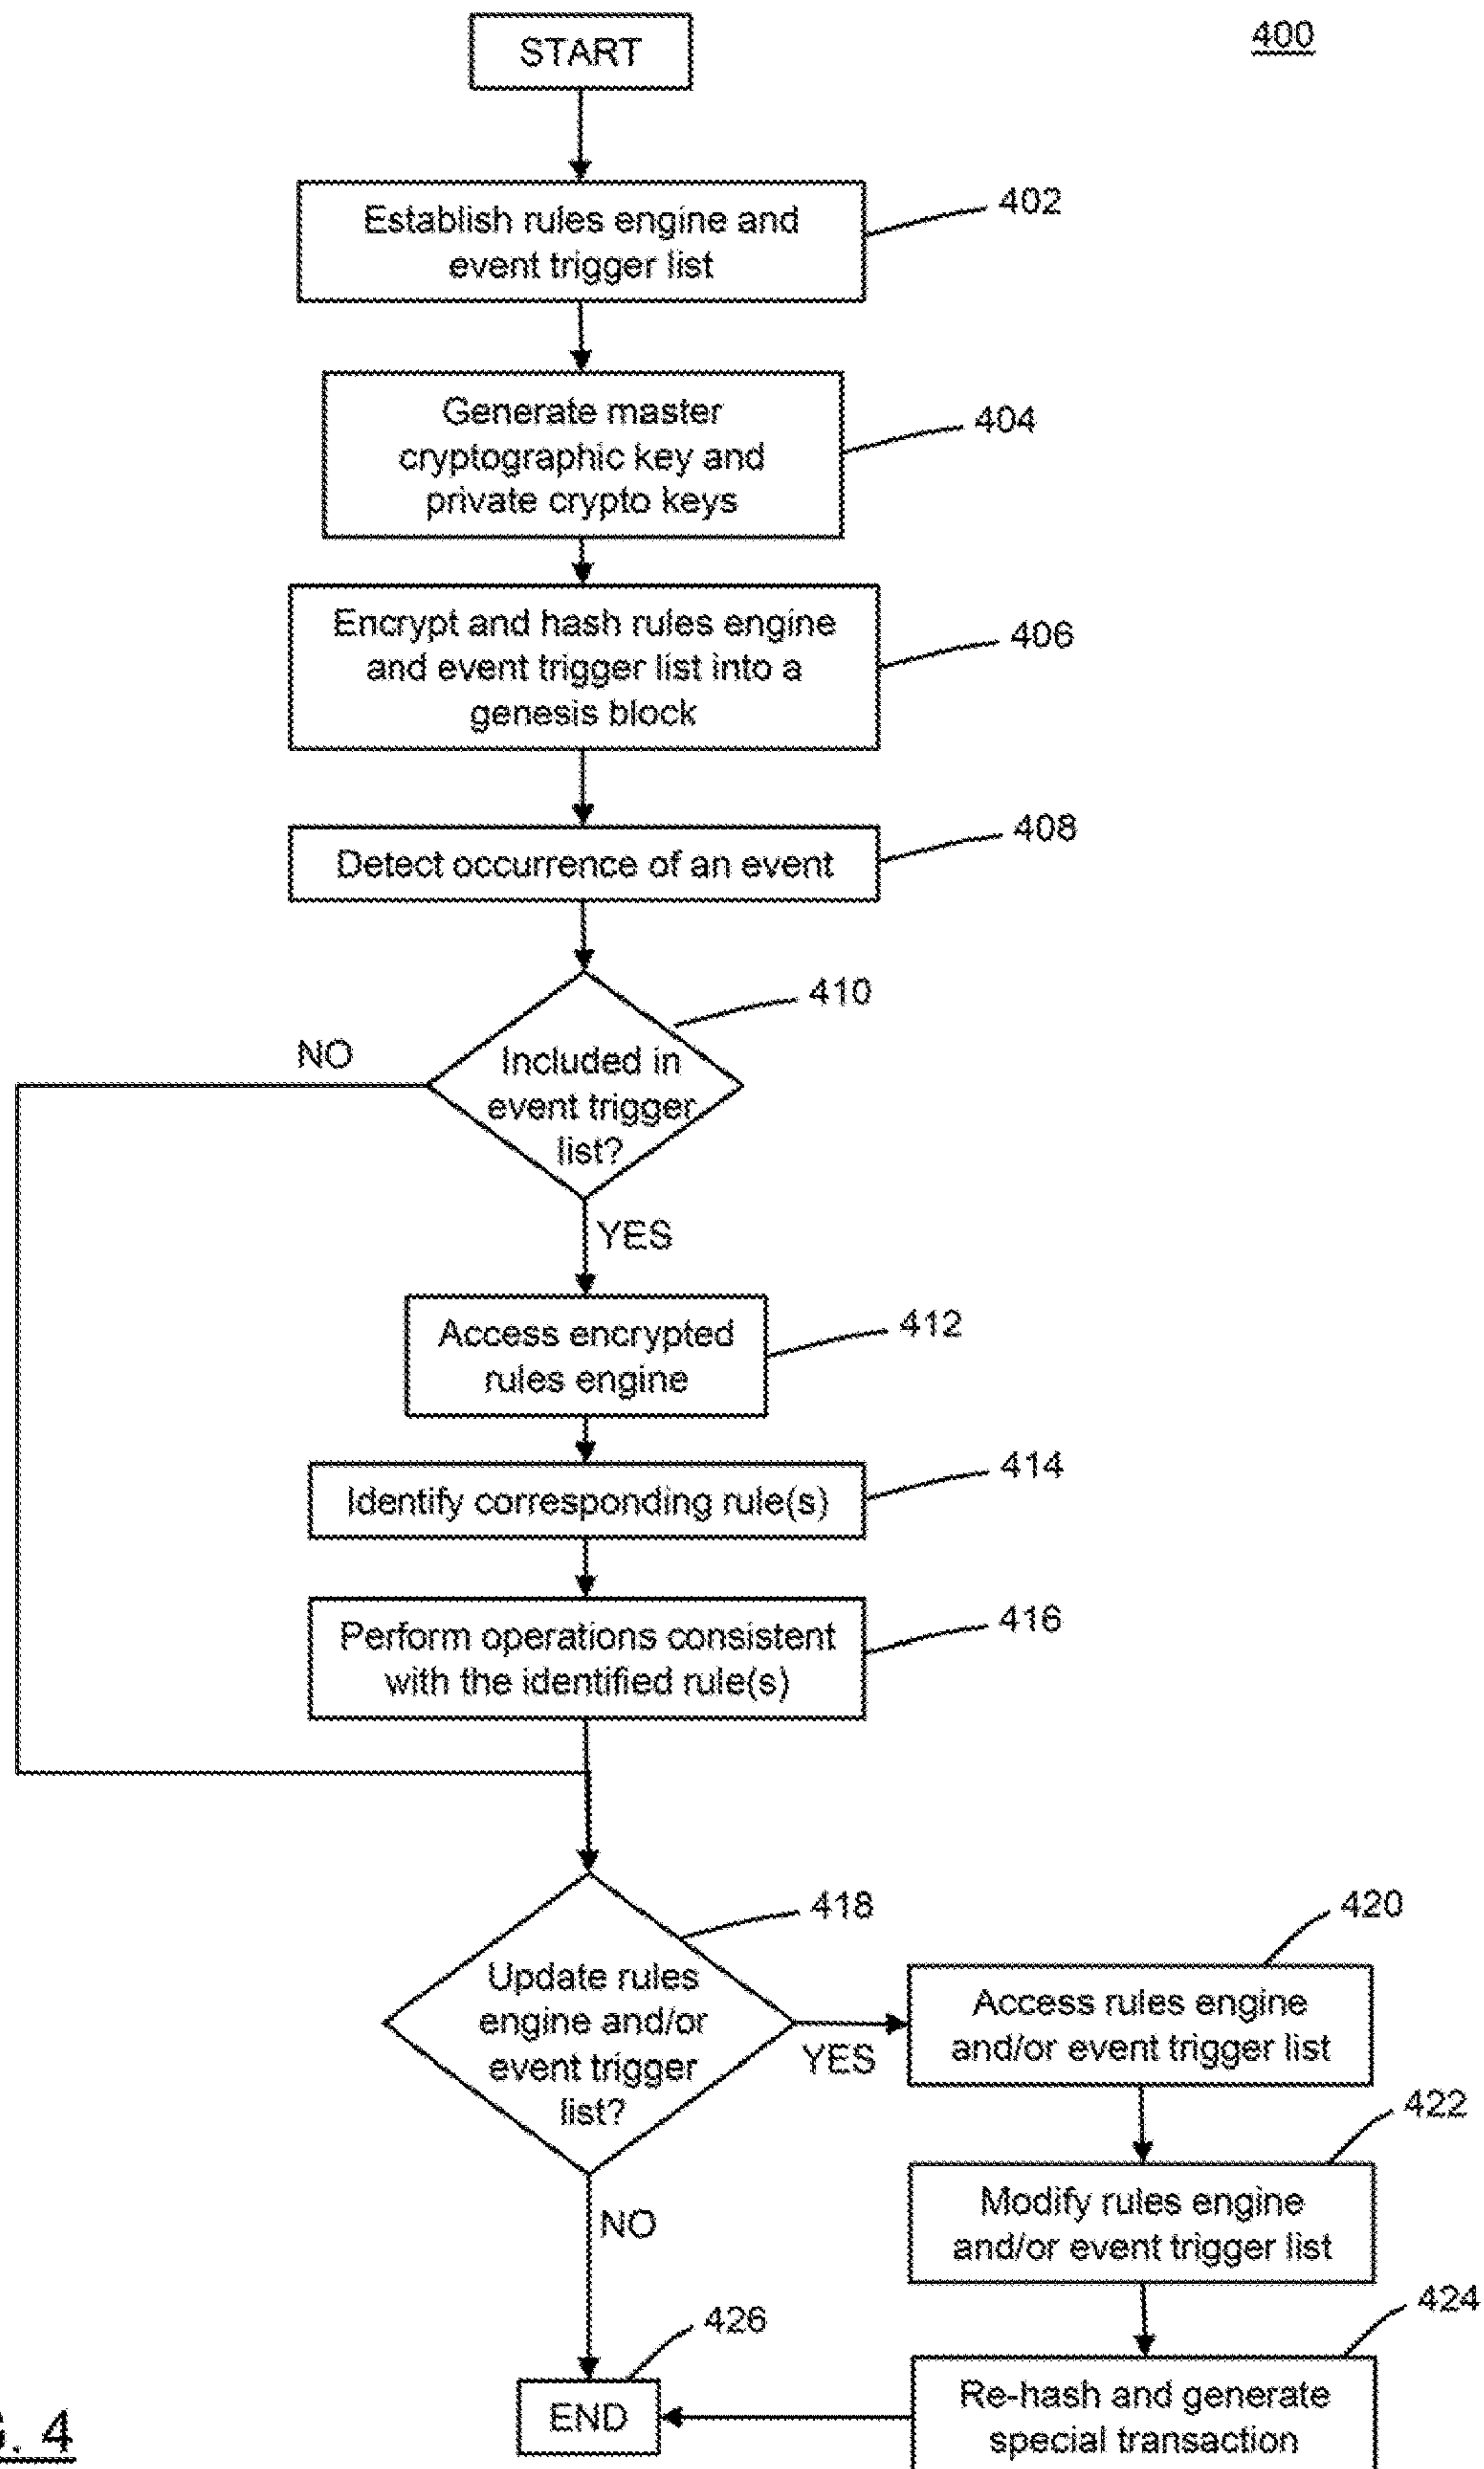 START
400
Establish rules engine and
event trigger list
402
Generate master
cryptographic key and
private crypto keys
404
Encrypt and hash rules engine
and event trigger list into a
genesis block
406
Detect occurrence of an event
408
Included in
event trigger
list?
410
NO
YES
Access encrypted
rules engine
412
Identify corresponding rule(s)
414
Perform operations consistent
with the identified rule(s)
416
Update rules
engine and/or
event trigger
list?
418
YES
Access rules engine
and/or event trigger list
420
Modify rules engine
and/or event trigger list
422
NO
Re-hash and generate
special transaction
424
END
426
G. 4